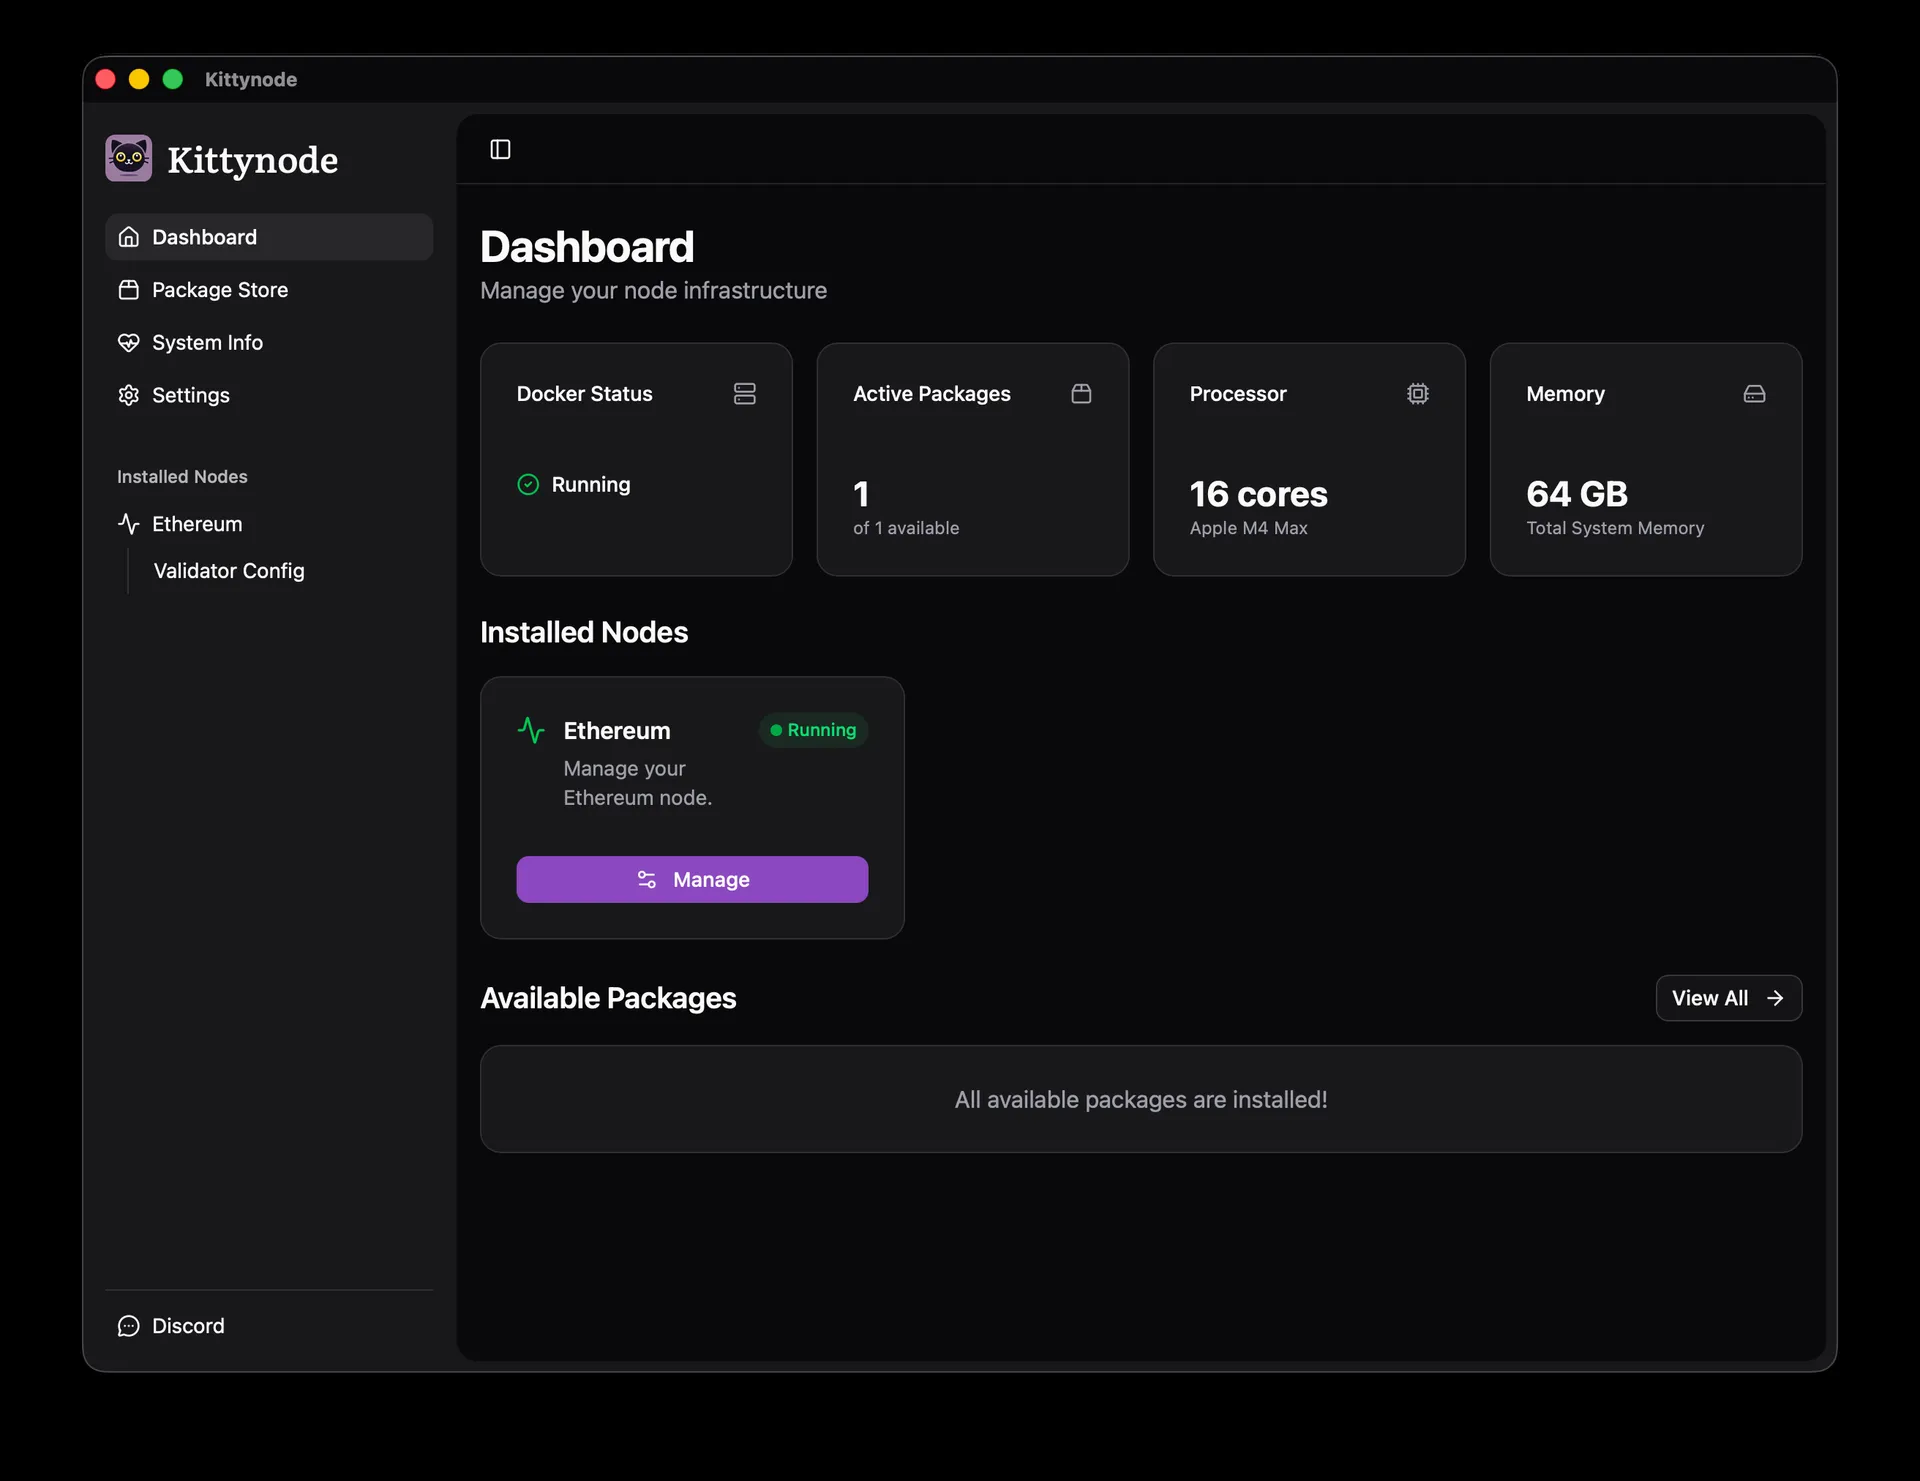 Kittynode
Kittynode
Dashboard
Package Store
System Info
Settings
Installed Nodes
Ethereum
Validator Config
Discord
Dashboard
Manage your node infrastructure
Docker Status
Running
Active Packages
1
of 1 available
Processor
16 cores
Apple M4 Max
Memory
64 GB
Total System Memory
Installed Nodes
Ethereum
Running
Manage your
Ethereum node.
Manage
Available Packages
View All
All available packages are installed!